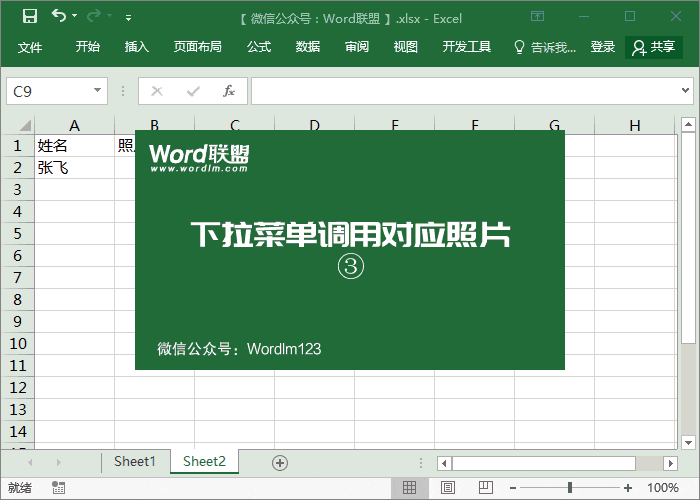 【 微信公众号：Word联盟 】.xlsx - Excel
文件 开始 插入 页面布局 公式 数据 审阅 视图 开发工具 告诉我... 登录 共享
C9 fx
A B C D E F G H
1 姓名
2 张飞
3
4
5
6
7
8
9
10
11
12
13
14
Word联盟
www.wordlm.com
下拉菜单调用对应照片
③
微信公众号：Wordlm123
Sheet1 Sheet2
就绪 100%